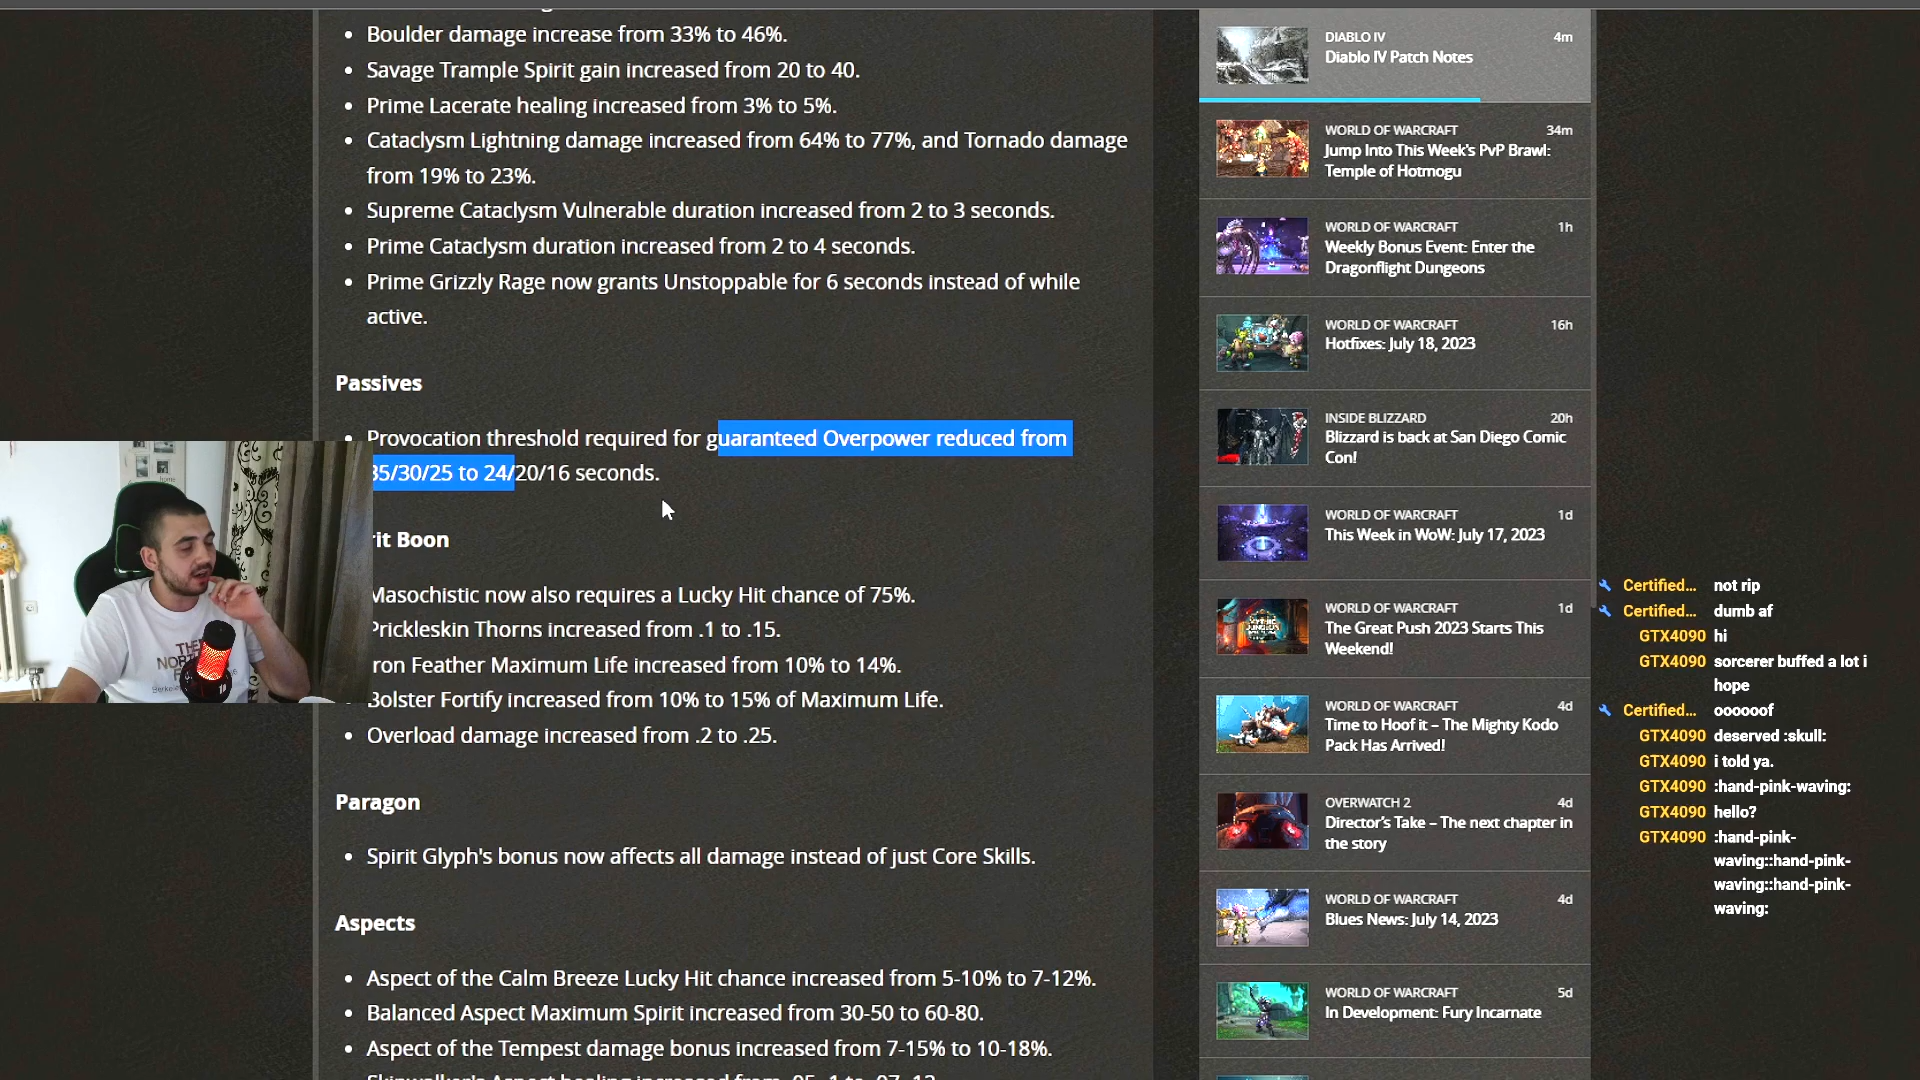 Boulder damage increase from 33% to 46%.
Savage Trample Spirit gain increased from 20 to 40.
Prime Lacerate healing increased from 3% to 5%.
Cataclysm Lightning damage increased from 64% to 77%, and Tornado damage
from 19% to 23%.
Supreme Cataclysm Vulnerable duration increased from 2 to 3 seconds.
Prime Cataclysm duration increased from 2 to 4 seconds.
Prime Grizzly Rage now grants Unstoppable for 6 seconds instead of while
active.
Passives
Provocation threshold required for guaranteed Overpower reduced from
35/30/25 to 24/20/16 seconds.
rit Boon
Masochistic now also requires a Lucky Hit chance of 75%.
Prickleskin Thorns increased from .1 to .15.
Iron Feather Maximum Life increased from 10% to 14%.
Bolster Fortify increased from 10% to 15% of Maximum Life.
Overload damage increased from .2 to .25.
Paragon
Spirit Glyph's bonus now affects all damage instead of just Core Skills.
Aspects
Aspect of the Calm Breeze Lucky Hit chance increased from 5-10% to 7-12%.
Balanced Aspect Maximum Spirit increased from 30-50 to 60-80.
Aspect of the Tempest damage bonus increased from 7-15% to 10-18%.
DIABLO IV 4m
Diablo IV Patch Notes
WORLD OF WARCRAFT 34m
Jump Into This Week's PvP Brawl:
Temple of Hotmogu
WORLD OF WARCRAFT 1h
Weekly Bonus Event: Enter the
Dragonflight Dungeons
WORLD OF WARCRAFT 16h
Hotfixes: July 18, 2023
INSIDE BLIZZARD 20h
Blizzard is back at San Diego Comic
Con!
WORLD OF WARCRAFT 1d
This Week in WoW: July 17, 2023
WORLD OF WARCRAFT 1d
The Great Push 2023 Starts This
Weekend!
WORLD OF WARCRAFT 4d
Time to Hoof it – The Mighty Kodo
Pack Has Arrived!
OVERWATCH 2 4d
Director's Take – The next chapter in
the story
WORLD OF WARCRAFT 4d
Blues News: July 14, 2023
WORLD OF WARCRAFT 5d
In Development: Fury Incarnate
Certified... not rip
Certified... dumb af
GTX4090 hi
GTX4090 sorcerer buffed a lot i
hope
Certified... oooooof
GTX4090 deserved :skull:
GTX4090 i told ya.
GTX4090 :hand-pink-waving:
GTX4090 hello?
GTX4090 :hand-pink-
waving::hand-pink-
waving::hand-pink-
waving: